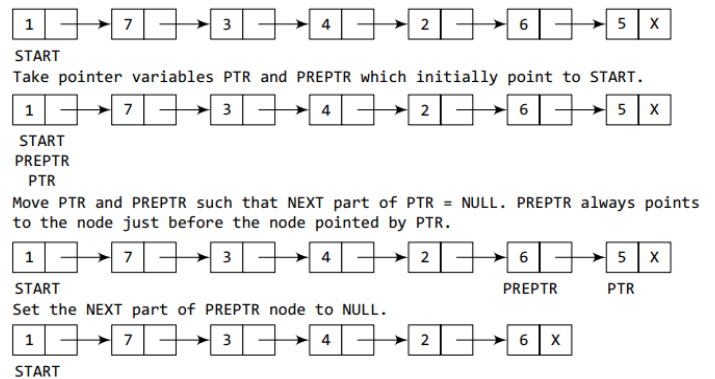 1 7 3 4 2 6 5 X
START
Take pointer variables PTR and PREPTR which initially point to START.
1 7 3 4 2 6 5 X
START
PREPTR
PTR
Move PTR and PREPTR such that NEXT part of PTR = NULL. PREPTR always points
to the node just before the node pointed by PTR.
1 7 3 4 2 6 5 X
START PREPTR PTR
Set the NEXT part of PREPTR node to NULL.
1 7 3 4 2 6 X
START